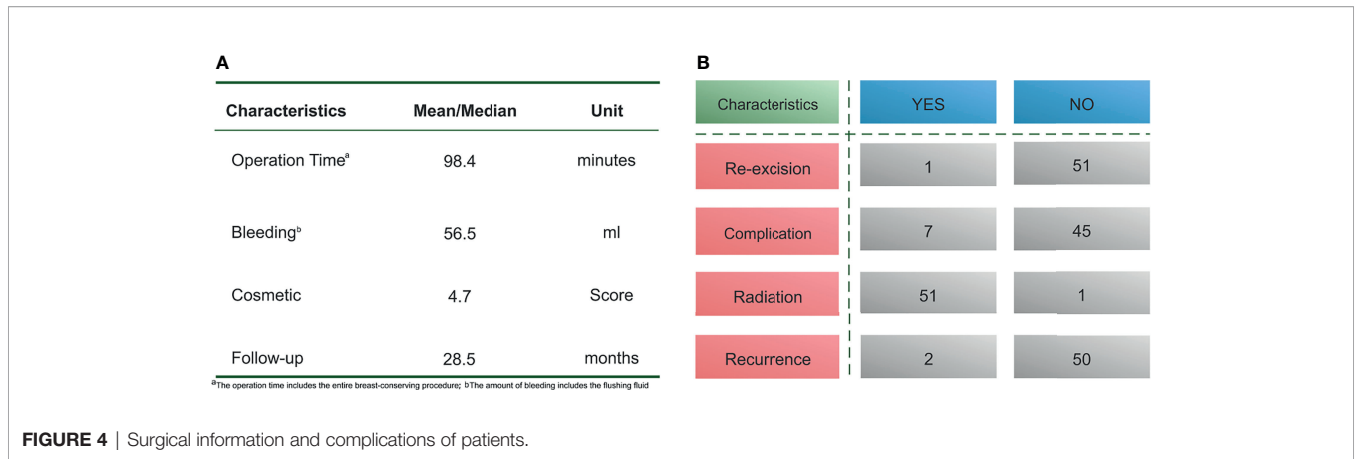 A
Characteristics Mean/Median Unit
Operation Timeᵃ 98.4 minutes
Bleedingᵇ 56.5 ml
Cosmetic 4.7 Score
Follow-up 28.5 months
ᵃThe operation time includes the entire breast-conserving procedure; ᵇThe amount of bleeding includes the flushing fluid
B
Characteristics YES NO
Re-excision 1 51
Complication 7 45
Radiation 51 1
Recurrence 2 50
FIGURE 4 | Surgical information and complications of patients.